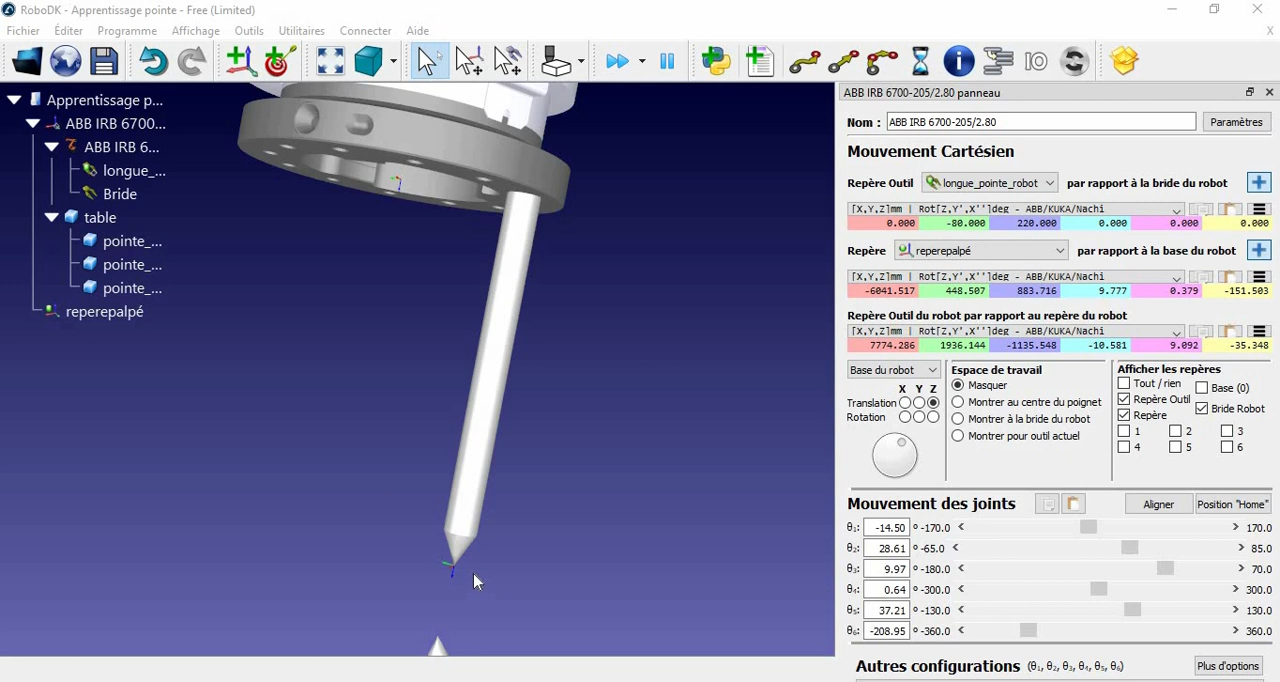 RoboDK - Apprentissage pointe - Free (Limited)
Fichier Éditer Programme Affichage Outils Utilitaires Connecter Aide X
IO
Apprentissage p...
ABB IRB 6700...
ABB IRB 6...
longue_...
Bride
table
pointe_...
pointe_...
pointe_...
reperepalpé
ABB IRB 6700-205/2.80 panneau
Nom : ABB IRB 6700-205/2.80 Paramètres
Mouvement Cartésien
Repère Outil longue_pointe_robot par rapport à la bride du robot
[X,Y,Z]mm | Rot[Z,Y',X'']deg - ABB/KUKA/Nachi
0.000 -80.000 220.000 0.000 0.000 0.000
Repère reperepalpé par rapport à la base du robot
[X,Y,Z]mm | Rot[Z,Y',X'']deg - ABB/KUKA/Nachi
-6041.517 448.507 883.716 9.777 0.379 -151.503
Repère Outil du robot par rapport au repère du robot
[X,Y,Z]mm | Rot[Z,Y',X'']deg - ABB/KUKA/Nachi
7774.286 1936.144 -1135.548 -10.581 9.092 -35.348
Base du robot
X Y Z
Translation
Rotation
Espace de travail
Masquer
Montrer au centre du poignet
Montrer à la bride du robot
Montrer pour outil actuel
Afficher les repères
Tout / rien Base (0)
Repère Outil Bride Robot
Repère
1 2 3
4 5 6
Mouvement des joints Aligner Position "Home"
θ₁: -14.50 º -170.0 < > 170.0
θ₂: 28.61 º -65.0 < > 85.0
θ₃: 9.97 º -180.0 < > 70.0
θ₄: 0.64 º -300.0 < > 300.0
θ₅: 37.21 º -130.0 < > 130.0
θ₆: -208.95 º -360.0 < > 360.0
Autres configurations (θ₁, θ₂, θ₃, θ₄, θ₅, θ₆) Plus d'options